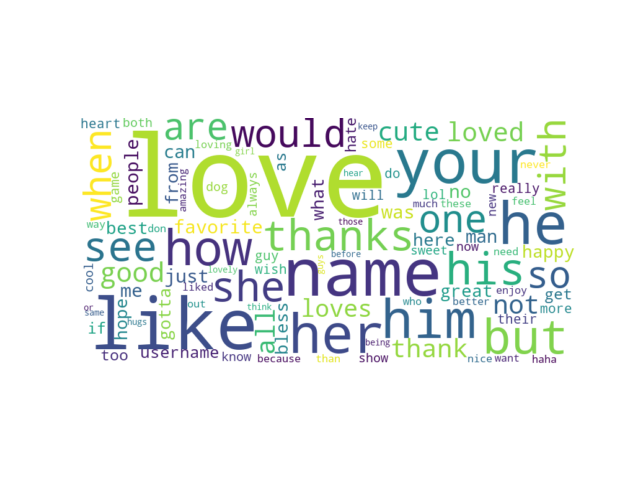 heart both are would hate keep some cute loved with
when game people loving girl love hear your
can from amazing dog always as what will do lol no really new never
way best don favorite thanks those was one much these feel he
see how guy wish before here man now sweet need happy
cool good just she name guys his great so
or same if hope me gotta liked lovely out all bless loves think who better enjoy not get more
like hugs her him their but
too username know because show being than thank nice want haha